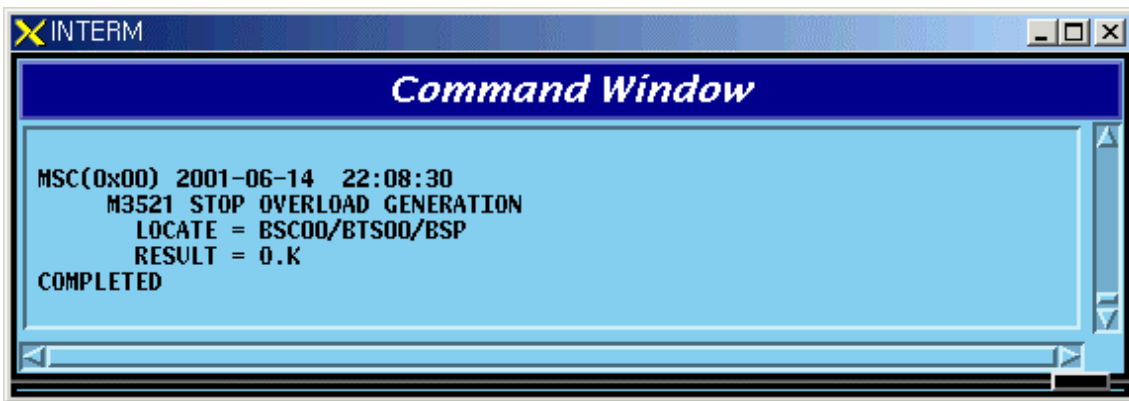 INTERM
Command Window
MSC(0x00) 2001-06-14  22:08:30
M3521 STOP OVERLOAD GENERATION
LOCATE = BSC00/BTS00/BSP
RESULT = O.K
COMPLETED